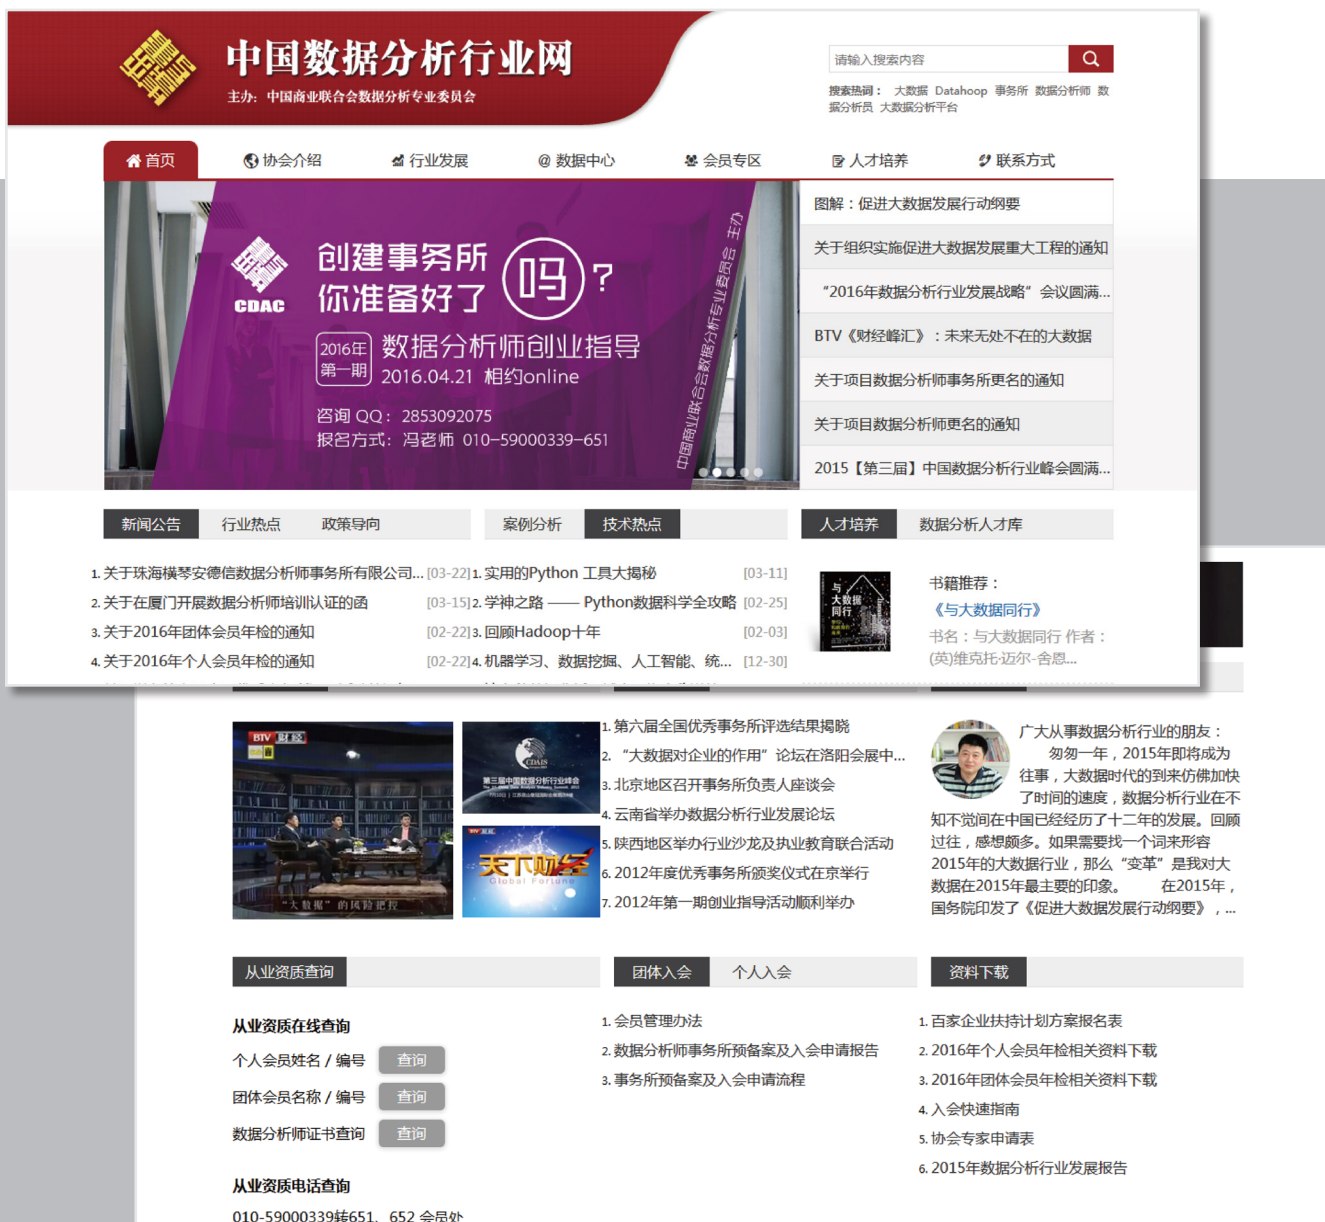 中国数据分析行业网
主办：中国商业联合会数据分析专业委员会
请输入搜索内容
搜索热词： 大数据 Datahoop 事务所 数据分析师 数
据分析员 大数据分析平台
首页 协会介绍 行业发展 @ 数据中心 会员专区 人才培养 联系方式
创建事务所
你准备好了 吗 ?
CDAC
2016年
第一期
数据分析师创业指导
2016.04.21 相约online
咨询 QQ：2853092075
报名方式：冯老师 010-59000339-651
中国商业联合会数据分析专业委员会 主办
图解：促进大数据发展行动纲要
关于组织实施促进大数据发展重大工程的通知
“2016年数据分析行业发展战略”会议圆满...
BTV《财经峰汇》：未来无处不在的大数据
关于项目数据分析师事务所更名的通知
关于项目数据分析师更名的通知
2015【第三届】中国数据分析行业峰会圆满...
新闻公告 行业热点 政策导向
1. 关于珠海横琴安德信数据分析师事务所有限公司... [03-22]
2. 关于在厦门开展数据分析师培训认证的函 [03-15]
3. 关于2016年团体会员年检的通知 [02-22]
4. 关于2016年个人会员年检的通知 [02-22]
案例分析 技术热点
1. 实用的Python 工具大揭秘 [03-11]
2. 学神之路 —— Python数据科学全攻略 [02-25]
3. 回顾Hadoop十年 [02-03]
4. 机器学习、数据挖掘、人工智能、统... [12-30]
人才培养 数据分析人才库
与
大数据
同行
书籍推荐：
《与大数据同行》
书名：与大数据同行 作者：
(英)维克托·迈尔-舍恩...
BTV 财经
“大数据”的风险把控
CDAIS
第三届中国数据分析行业峰会
BTV 财经
天下财经
Global Fortune
1. 第六届全国优秀事务所评选结果揭晓
2. “大数据对企业的作用”论坛在洛阳会展中...
3. 北京地区召开事务所负责人座谈会
4. 云南省举办数据分析行业发展论坛
5. 陕西地区举办行业沙龙及执业教育联合活动
6. 2012年度优秀事务所颁奖仪式在京举行
7. 2012年第一期创业指导活动顺利举办
广大从事数据分析行业的朋友：
匆匆一年，2015年即将成为
往事，大数据时代的到来仿佛加快
了时间的速度，数据分析行业在不
知不觉间在中国已经经历了十二年的发展。回顾
过往，感想颇多。如果需要找一个词来形容
2015年的大数据行业，那么“变革”是我对大
数据在2015年最主要的印象。 在2015年，
国务院印发了《促进大数据发展行动纲要》，...
从业资质查询
从业资质在线查询
个人会员姓名 / 编号 查询
团体会员名称 / 编号 查询
数据分析师证书查询 查询
从业资质电话查询
010-59000339转651、652 会员处
团体入会 个人入会
1. 会员管理办法
2. 数据分析师事务所预备案及入会申请报告
3. 事务所预备案及入会申请流程
资料下载
1. 百家企业扶持计划方案报名表
2. 2016年个人会员年检相关资料下载
3. 2016年团体会员年检相关资料下载
4. 入会快速指南
5. 协会专家申请表
6. 2015年数据分析行业发展报告